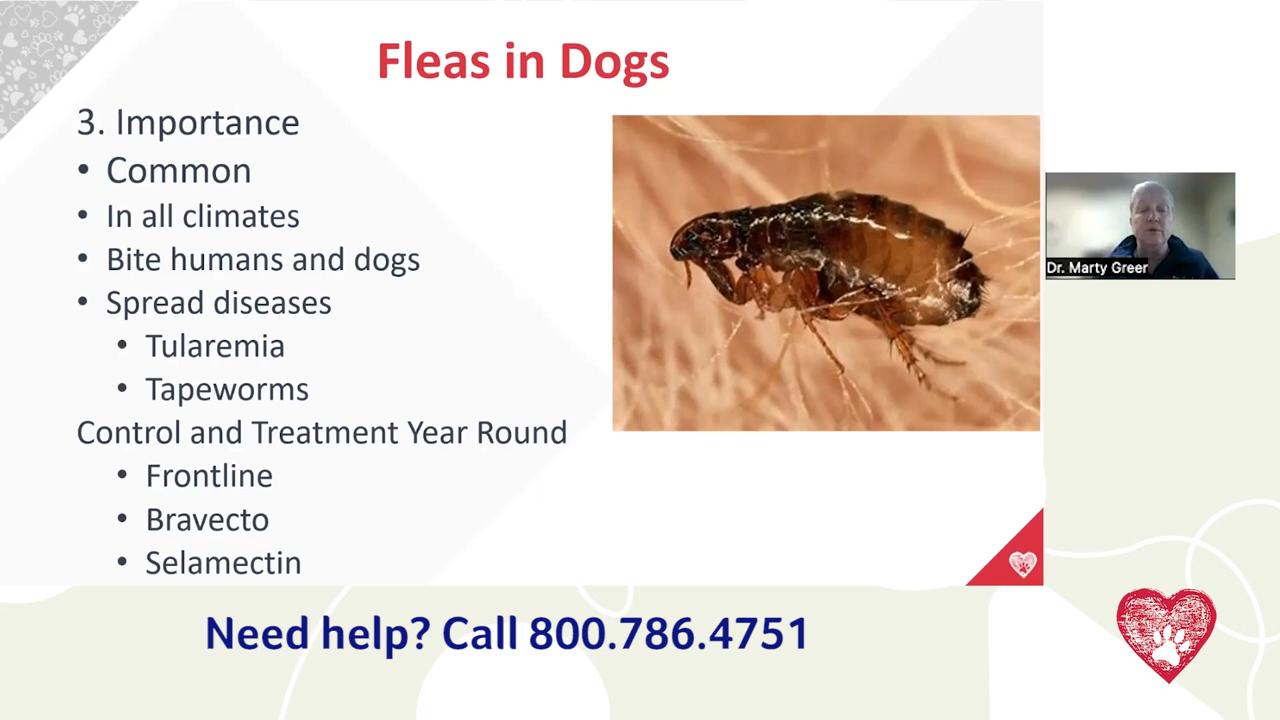 Fleas in Dogs
3. Importance
• Common
• In all climates
• Bite humans and dogs
• Spread diseases
• Tularemia
• Tapeworms
Control and Treatment Year Round
• Frontline
• Bravecto
• Selamectin
Dr. Marty Greer
Need help? Call 800.786.4751